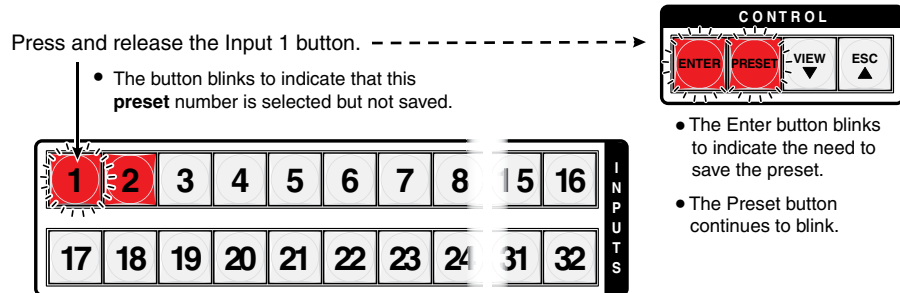 Press and release the Input 1 button.
• The button blinks to indicate that this
preset number is selected but not saved.
CONTROL
ENTER PRESET VIEW ESC
• The Enter button blinks
to indicate the need to
save the preset.
• The Preset button
continues to blink.
1 2 3 4 5 6 7 8 15 16
17 18 19 20 21 22 23 24 31 32
INPUTS